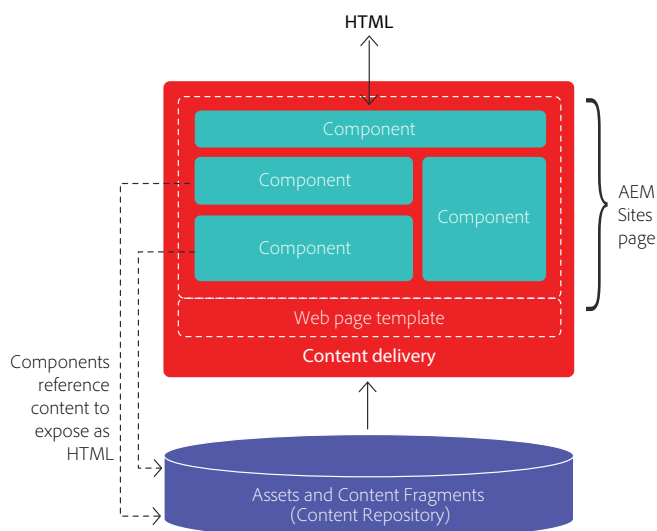 HTML
Component
Component
Component
Component
AEM
Sites
page
Web page template
Content delivery
Components
reference
content to
expose as
HTML
Assets and Content Fragments
(Content Repository)